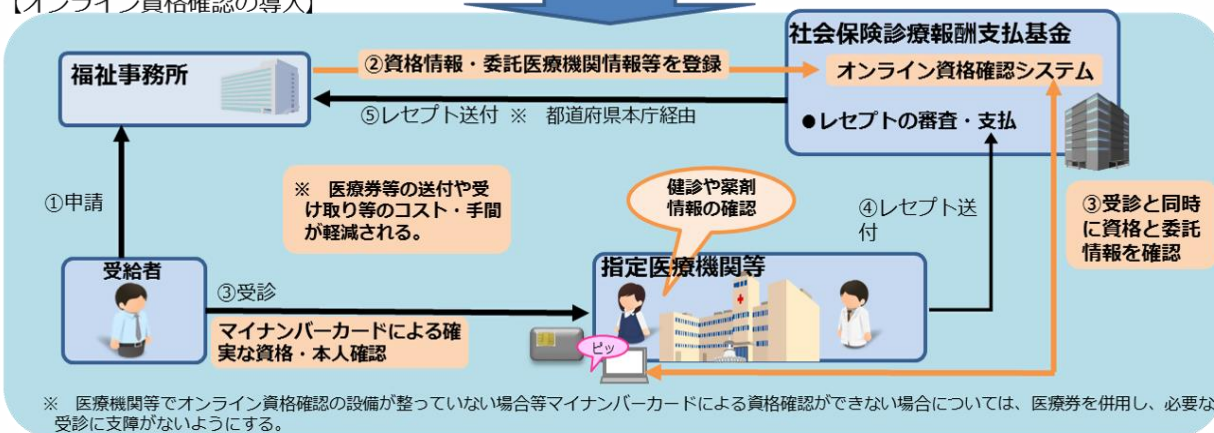 【オンライン資格確認の導入】
社会保険診療報酬支払基金
福祉事務所
②資格情報・委託医療機関情報等を登録
オンライン資格確認システム
⑤レセプト送付 ※ 都道府県本庁経由
●レセプトの審査・支払
①申請
※ 医療券等の送付や受
け取り等のコスト・手間
が軽減される。
健診や薬剤
情報の確認
④レセプト送
付
③受診と同時
に資格と委託
情報を確認
受給者
③受診
指定医療機関等
マイナンバーカードによる確
実な資格・本人確認
ピッ
※ 医療機関等でオンライン資格確認の設備が整っていない場合等マイナンバーカードによる資格確認ができない場合については、医療券を併用し、必要な
受診に支障がないようにする。